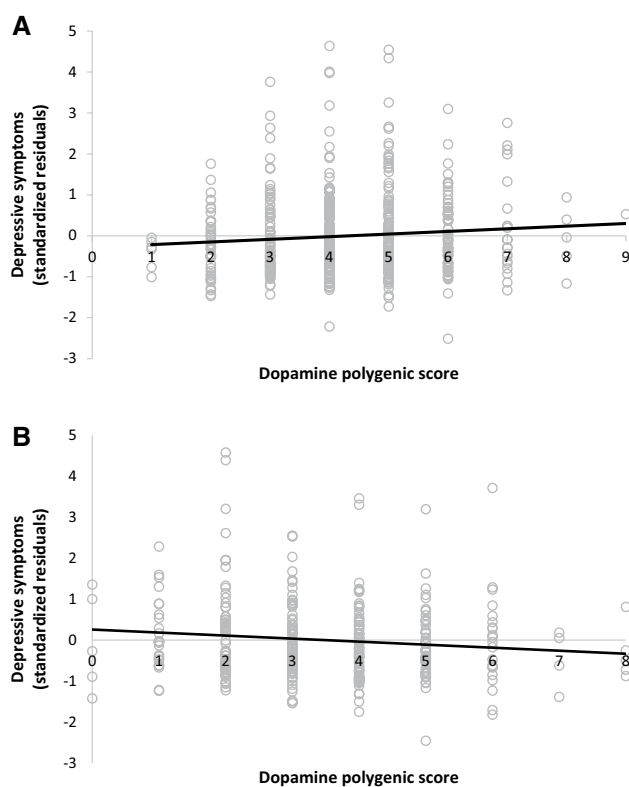 A
5
4
3
2
1
0
-1
-2
-3
Depressive symptoms
(standardized residuals)
0 1 2 3 4 5 6 7 8 9
Dopamine polygenic score
B
5
4
3
2
1
0
-1
-2
-3
Depressive symptoms
(standardized residuals)
0 1 2 3 4 5 6 7 8
Dopamine polygenic score